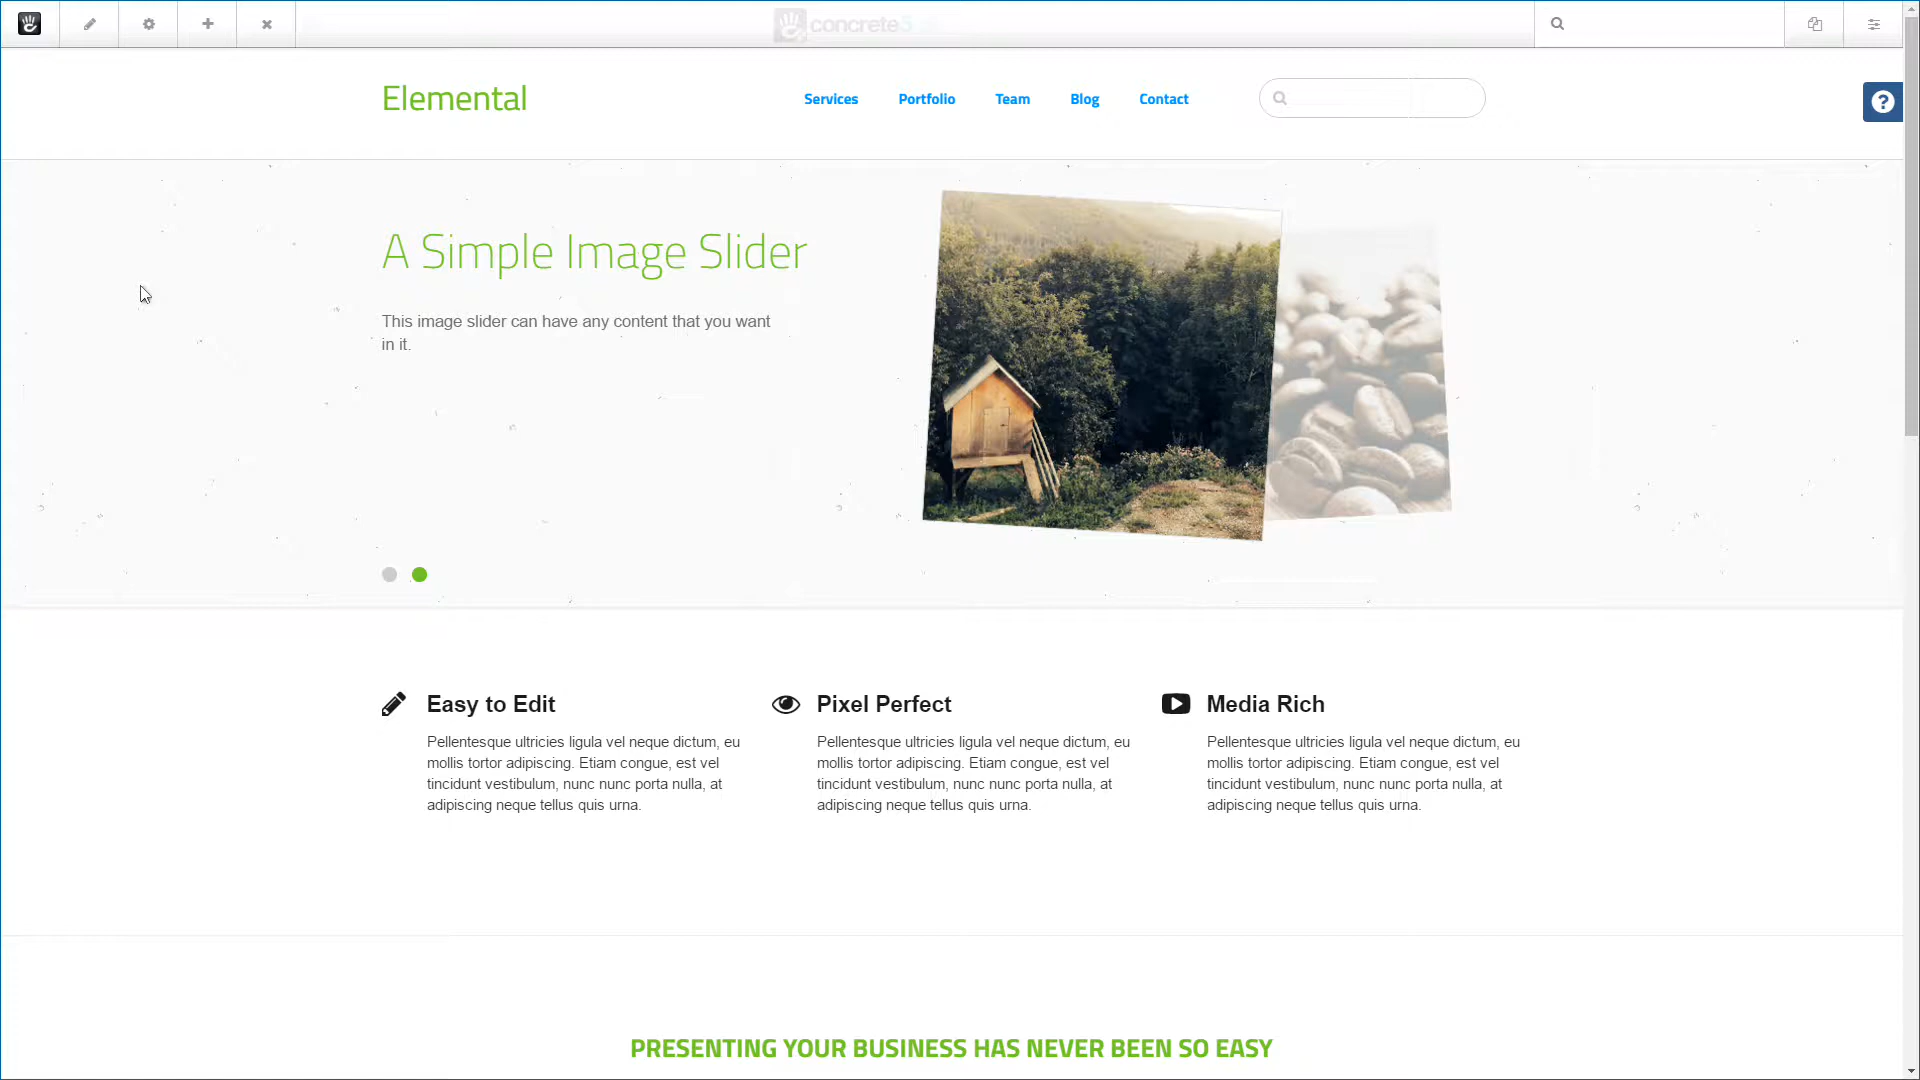 concrete5
Elemental
Services
Portfolio
Team
Blog
Contact
A Simple Image Slider
This image slider can have any content that you want
in it.
Easy to Edit
Pellentesque ultricies ligula vel neque dictum, eu
mollis tortor adipiscing. Etiam congue, est vel
tincidunt vestibulum, nunc nunc porta nulla, at
adipiscing neque tellus quis urna.
Pixel Perfect
Pellentesque ultricies ligula vel neque dictum, eu
mollis tortor adipiscing. Etiam congue, est vel
tincidunt vestibulum, nunc nunc porta nulla, at
adipiscing neque tellus quis urna.
Media Rich
Pellentesque ultricies ligula vel neque dictum, eu
mollis tortor adipiscing. Etiam congue, est vel
tincidunt vestibulum, nunc nunc porta nulla, at
adipiscing neque tellus quis urna.
PRESENTING YOUR BUSINESS HAS NEVER BEEN SO EASY